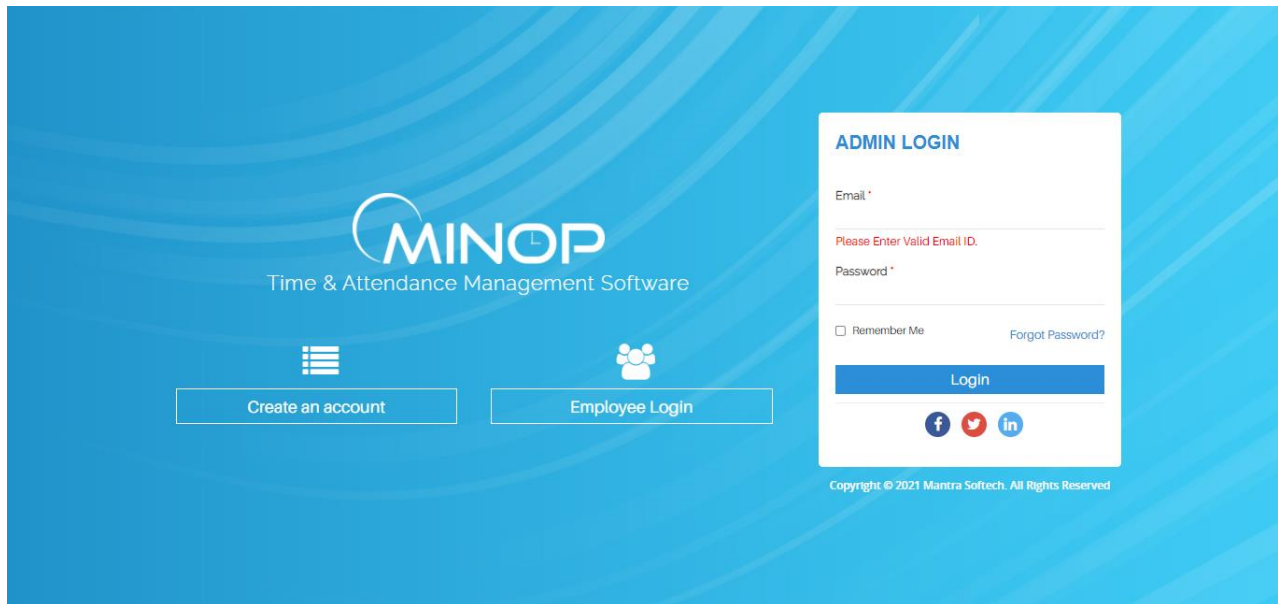 MINOP
Time & Attendance Management Software
Create an account
Employee Login
ADMIN LOGIN
Email *
Please Enter Valid Email ID.
Password *
Remember Me
Forgot Password?
Login
f
in
Copyright © 2021 Mantra Softech. All Rights Reserved